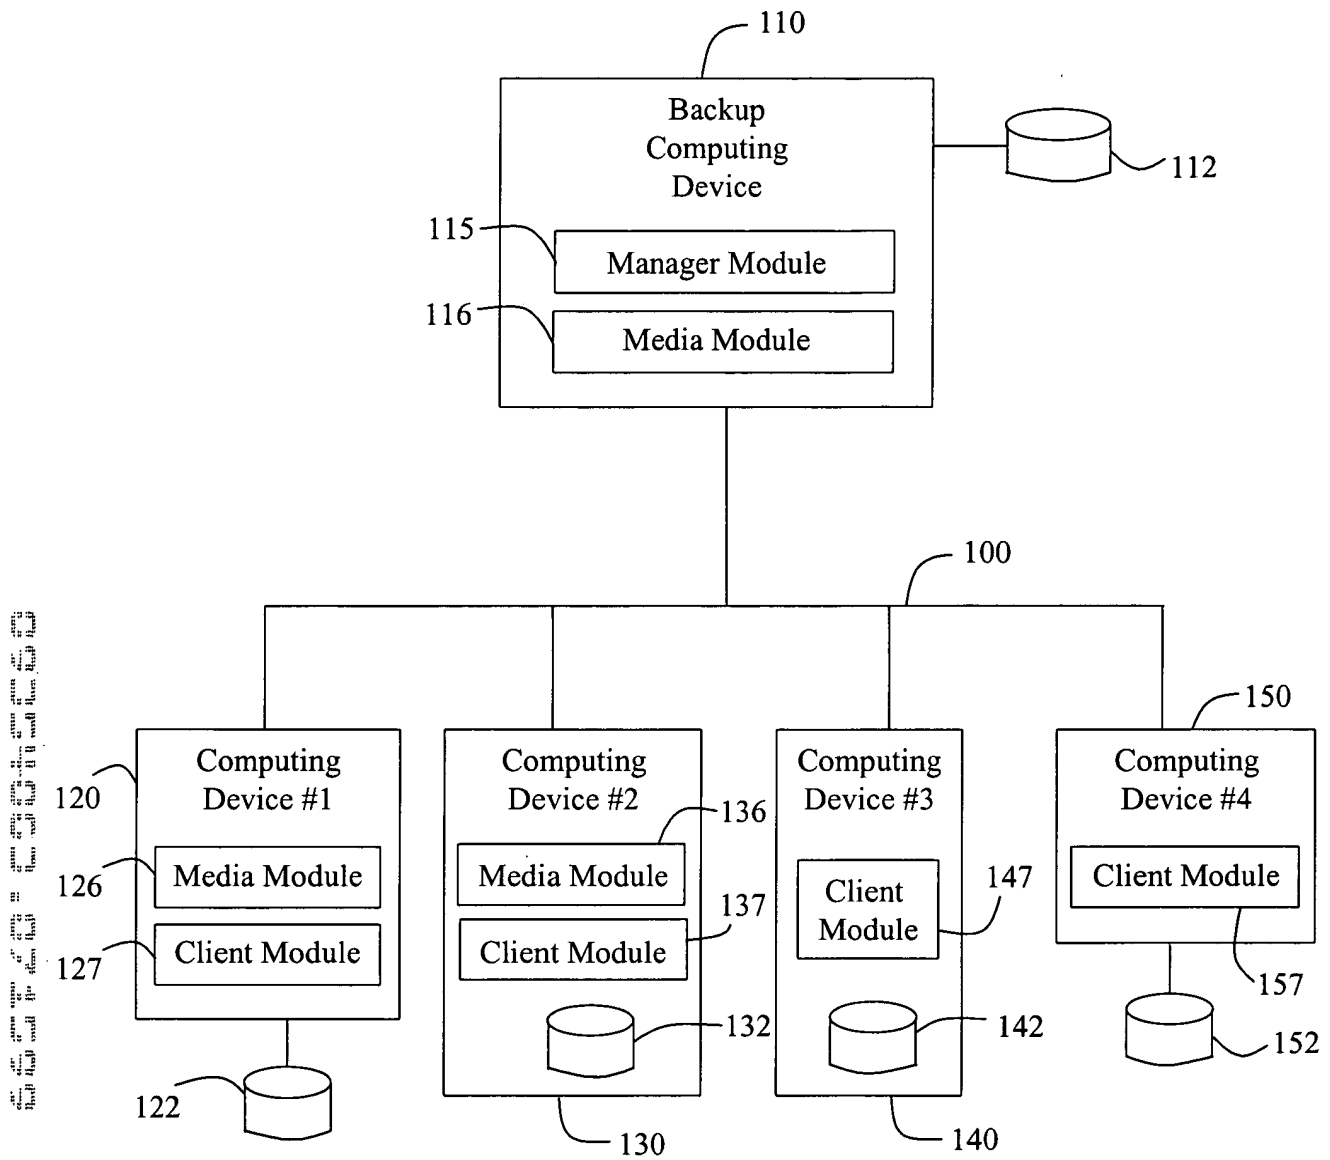 110
Backup
Computing
Device
112
115
Manager Module
116
Media Module
100
150
Computing
Device #1
Computing
Device #2
Computing
Device #3
Computing
Device #4
120
136
126
Media Module
Media Module
Client
Module
147
Client Module
137
127
Client Module
Client Module
157
132
142
152
122
130
140